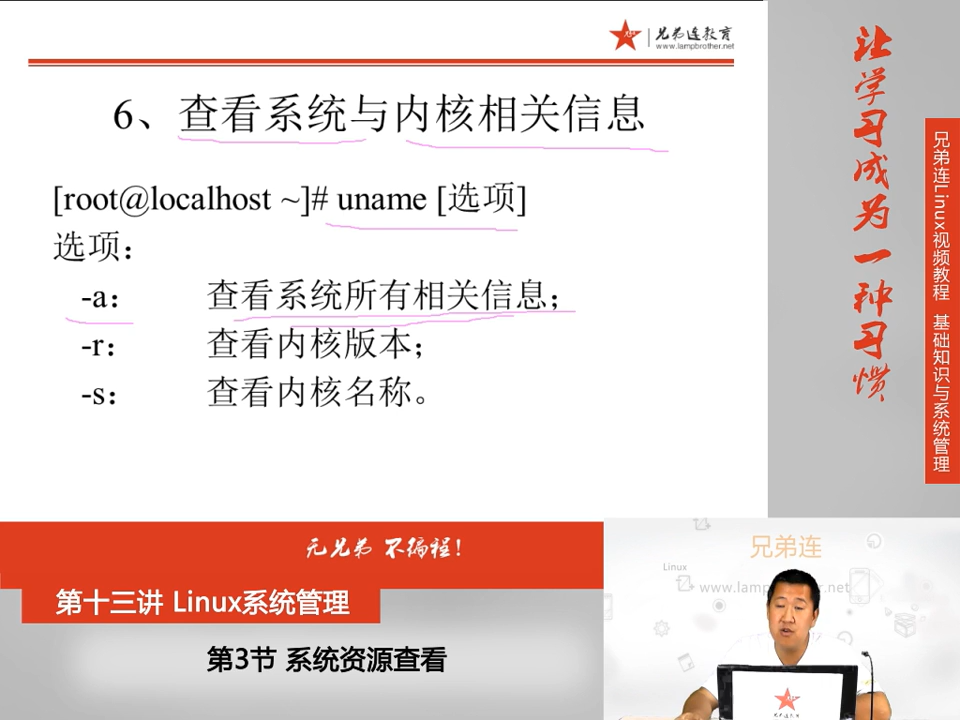 兄弟连教育
www.lampbrother.net
6、查看系统与内核相关信息
[root@localhost ~]# uname [选项]
选项：
-a： 查看系统所有相关信息；
-r： 查看内核版本；
-s： 查看内核名称。
让学习成为一种习惯
兄弟连Linux视频教程 基础知识与系统管理
无兄弟 不编程！
第十三讲 Linux系统管理
第3节 系统资源查看
兄弟连
Linux